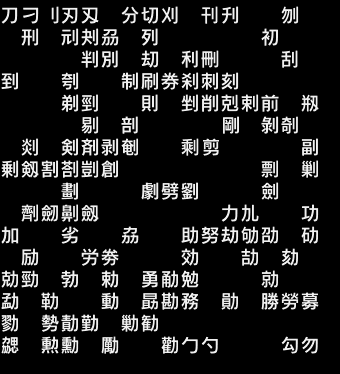 刀刁刂刃刄 分切刈 刊刋 刎
刑 刓刔刕 列 初
判別 刧 利刪 刮
到 刳 制刷券刹刺刻
剃剄 則 剉削剋剌前 剏
剔 剖 剛 剝剞
剡 剣剤剥剙 剰剪 副
剩剱割剳剴創 剽 剿
劃 劇劈劉 劍
劑劒劓劔 力劜 功
加 劣 劦 助努劫劬劭 劯
励 労劵 効 劼 劾
勀勁 勃 勅 勇勈勉 勍
勐 勒 動 勗勘務 勛 勝勞募
勠 勢勣勤 勦勧
勰 勲勳 勵 勸勹勺 勾勿